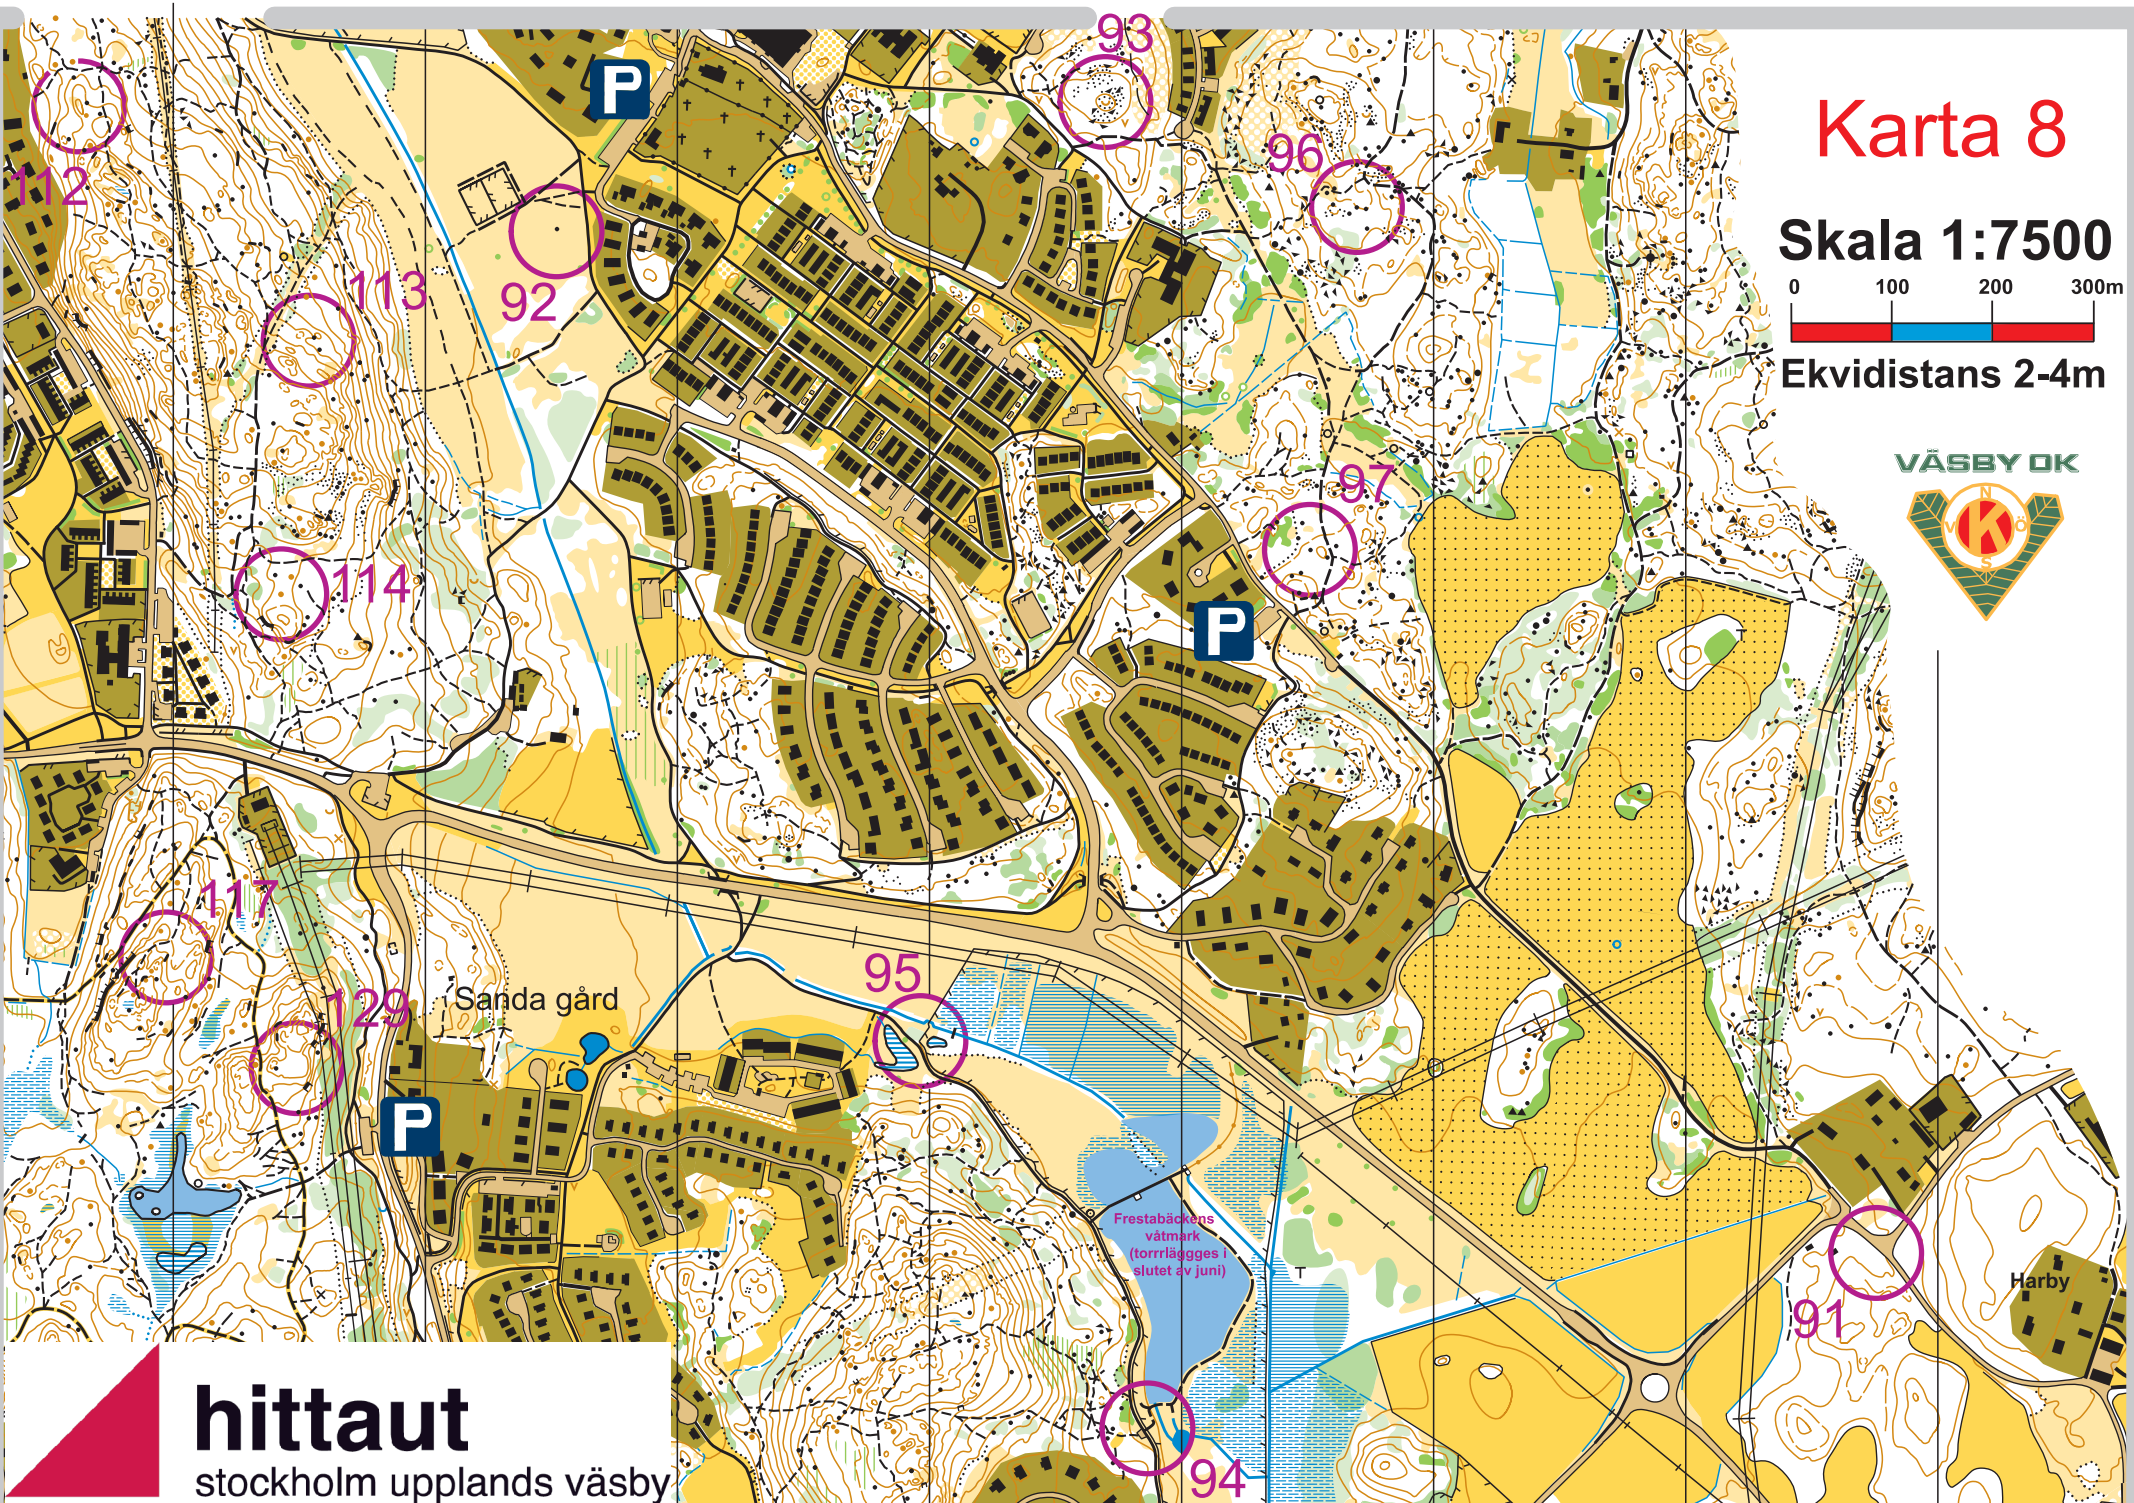 93
Karta 8
Skala 1:7500
0 100 200 300m
Ekvidistans 2-4m
VÄSBY OK
N
V K Ö
S
P
96
112
113
92
97
114
P
117
95
129
Sanda gård
P
Frestabäckens
våtmark
(torrrläggges i
slutet av juni)
91
Harby
94
hittaut
stockholm upplands väsby